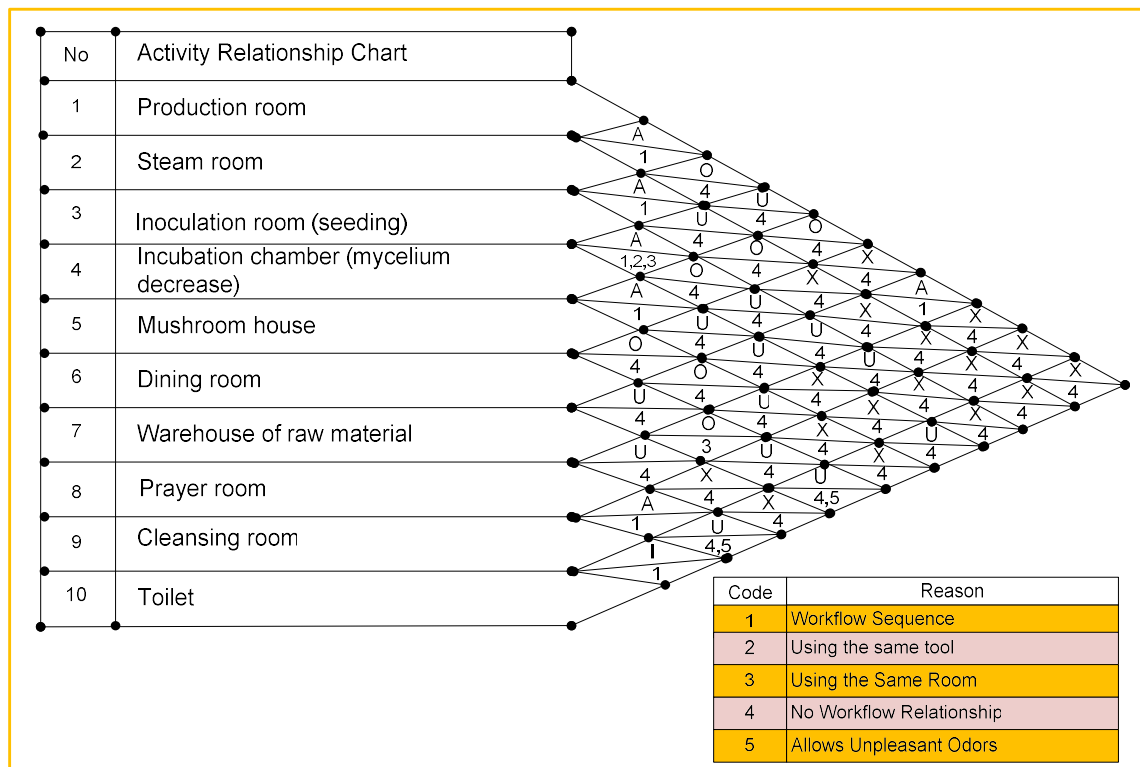 No Activity Relationship Chart
1 Production room
2 Steam room
3 Inoculation room (seeding)
4 Incubation chamber (mycelium
decrease)
5 Mushroom house
6 Dining room
7 Warehouse of raw material
8 Prayer room
9 Cleansing room
10 Toilet
A
1
A
1
A
1,2,3
A
1
O
4
U
4
U
4
A
1
I
1
O
4
U
4
O
4
U
4
O
4
O
3
X
4
U
4,5
U
4
O
4
U
4
U
4
U
4
U
4
X
4
O
4
X
4
U
4
X
4
X
4
U
4,5
X
4
X
4
U
4
X
4
X
4
A
1
X
4
X
4
U
4
X
4
X
4
X
4
X
4
X
4
X
4
Code Reason
1 Workflow Sequence
2 Using the same tool
3 Using the Same Room
4 No Workflow Relationship
5 Allows Unpleasant Odors